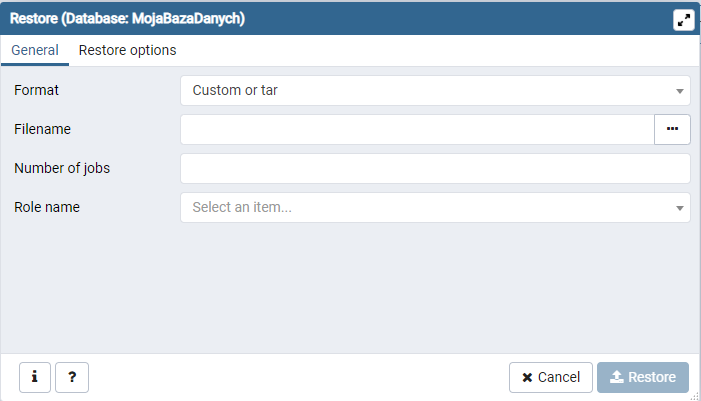 Restore (Database: MojaBazaDanych)
General Restore options
Format Custom or tar
Filename ...
Number of jobs
Role name Select an item...
i ? Cancel Restore